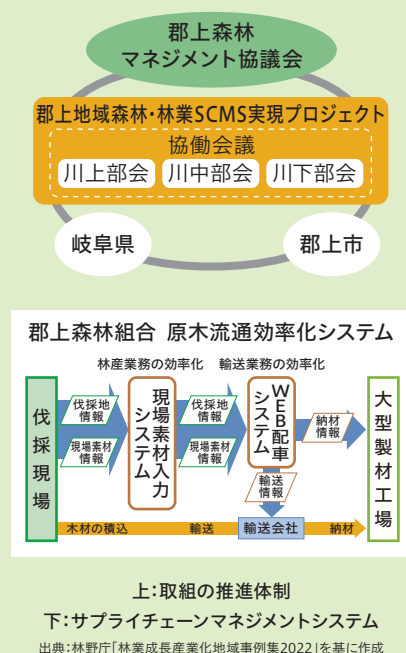 郡上森林
マネジメント協議会
郡上地域森林・林業SCMS実現プロジェクト
協働会議
川上部会 川中部会 川下部会
岐阜県 郡上市
郡上森林組合 原木流通効率化システム
林産業務の効率化 輸送業務の効率化
伐採現場
伐採地
情報
現場素材
情報
現場素材入力
システム
伐採地
情報
現場素材
情報
WEB配車
システム
納材
情報
輸送
情報
大型製材工場
木材の積込 輸送 輸送会社 納材
上:取組の推進体制
下:サプライチェーンマネジメントシステム
出典:林野庁「林業成長産業化地域事例集2022」を基に作成